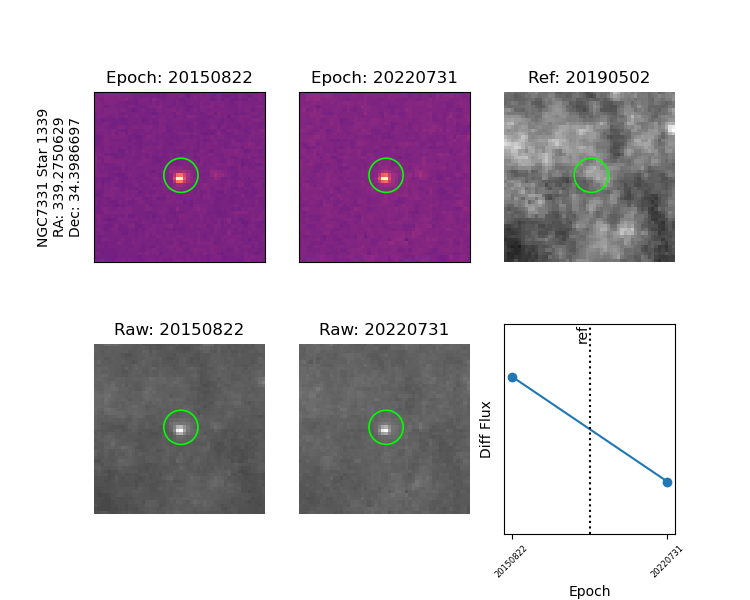 NGC7331 Star 1339
RA: 339.2750629
Dec: 34.3986697
Epoch: 20150822
Epoch: 20220731
Ref: 20190502
Raw: 20150822
Raw: 20220731
ref
Diff Flux
20150822
20220731
Epoch